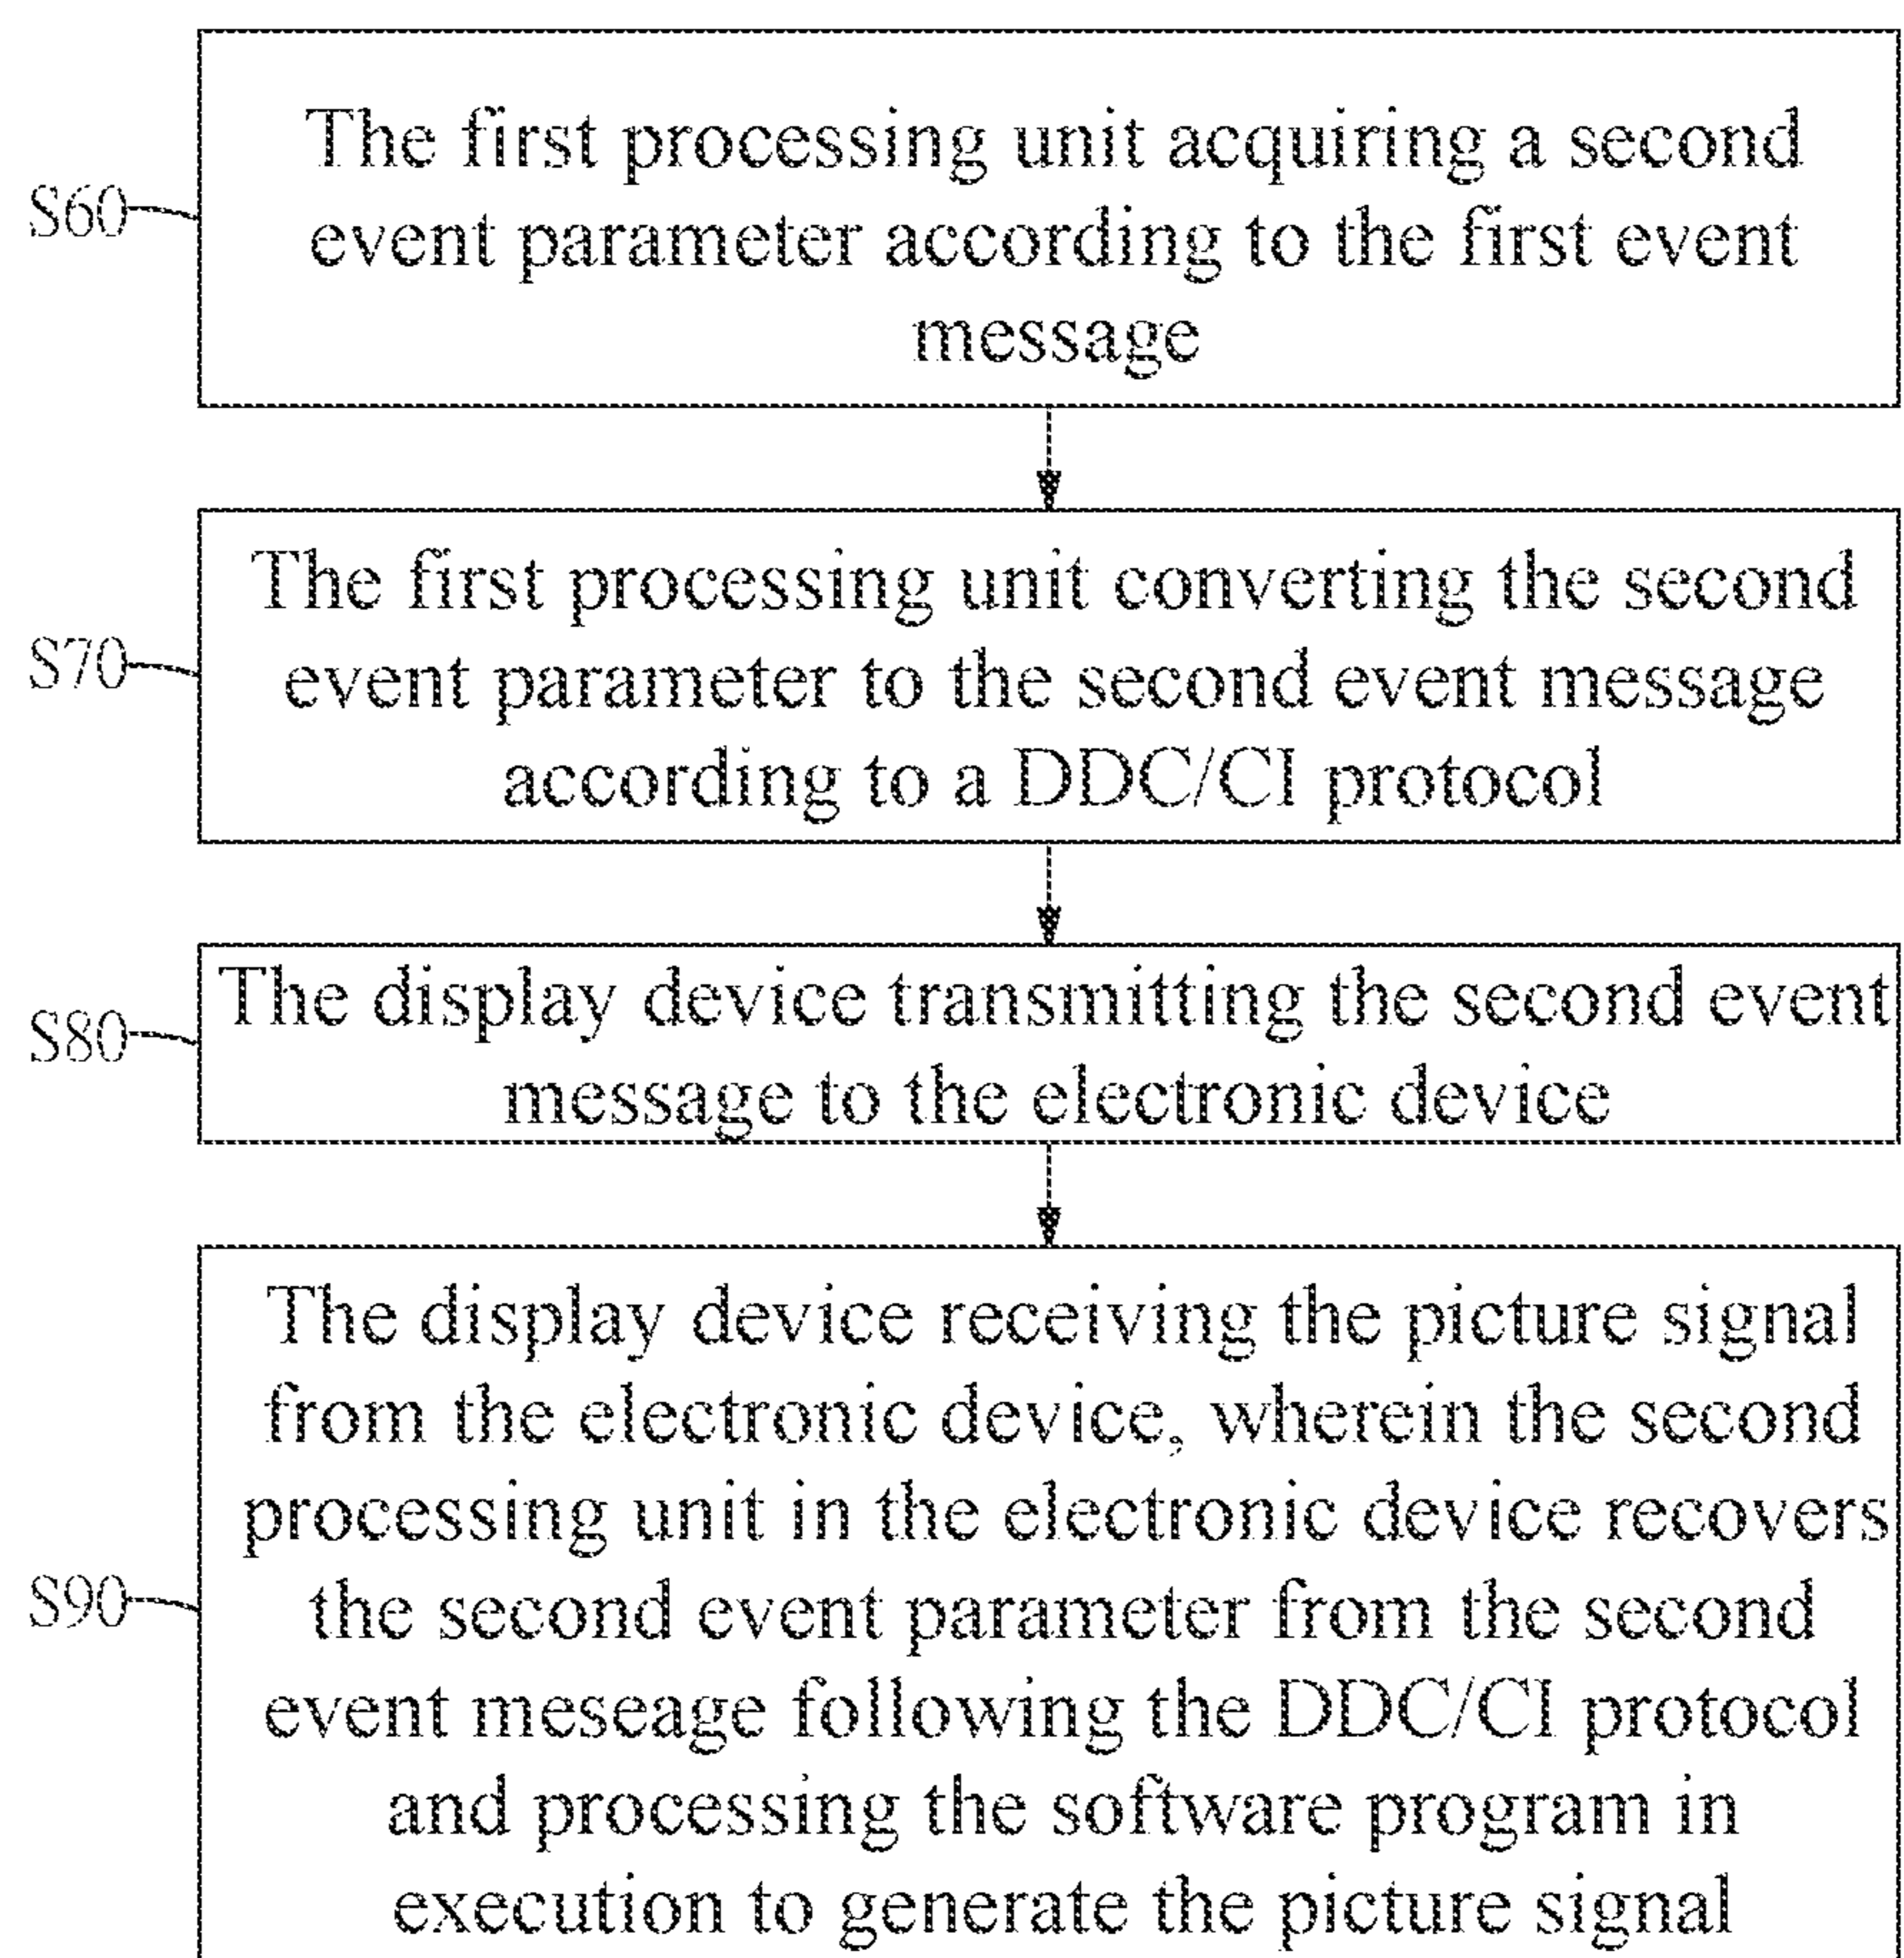 The first processing unit acquiring a second
S60
event parameter according to the first event
message
The first processing unit converting the second
S70
event parameter to the second event message
according to a DDC/CI protocol
The display device transmitting the second event
S80
message to the electronic device
The display device receiving the picture signal
from the electronic device, wherein the second
processing unit in the electronic device recovers
S90
the second event parameter from the second
event meseage following the DDC/CI protocol
and processing the software program in
execution to generate the picture signal